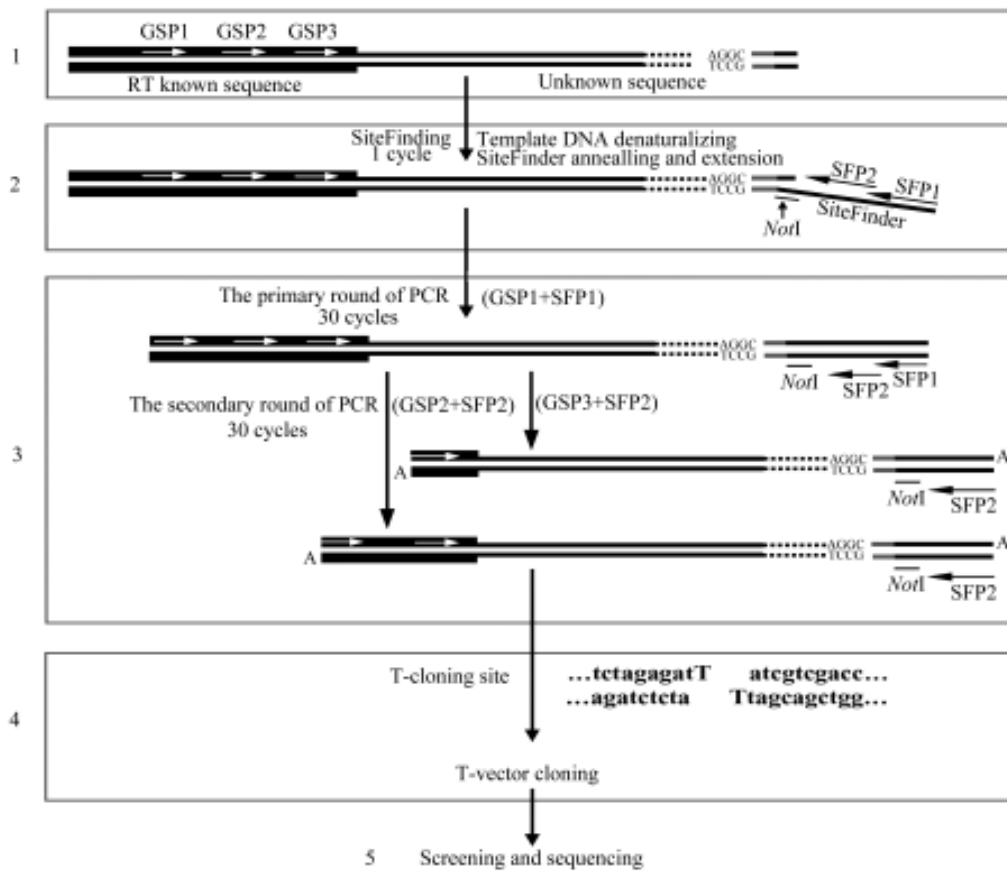 GSP1 GSP2 GSP3
1
AGGC
TCCG
RT known sequence Unknown sequence
SiteFinding
1 cycle
Template DNA denaturalizing
SiteFinder annealling and extension
2
AGGC
TCCG
SFP2
SFP1
SiteFinder
NotI
The primary round of PCR (GSP1+SFP1)
30 cycles
AGGC
TCCG
NotI
SFP2
SFP1
The secondary round of PCR (GSP2+SFP2) (GSP3+SFP2)
30 cycles
3
AGGC A
A TCCG
NotI SFP2
AGGC A
A TCCG
NotI SFP2
T-cloning site
...tctagagatT atcgtcgacc...
...agatctcta Ttagcagctgg...
4
T-vector cloning
5 Screening and sequencing